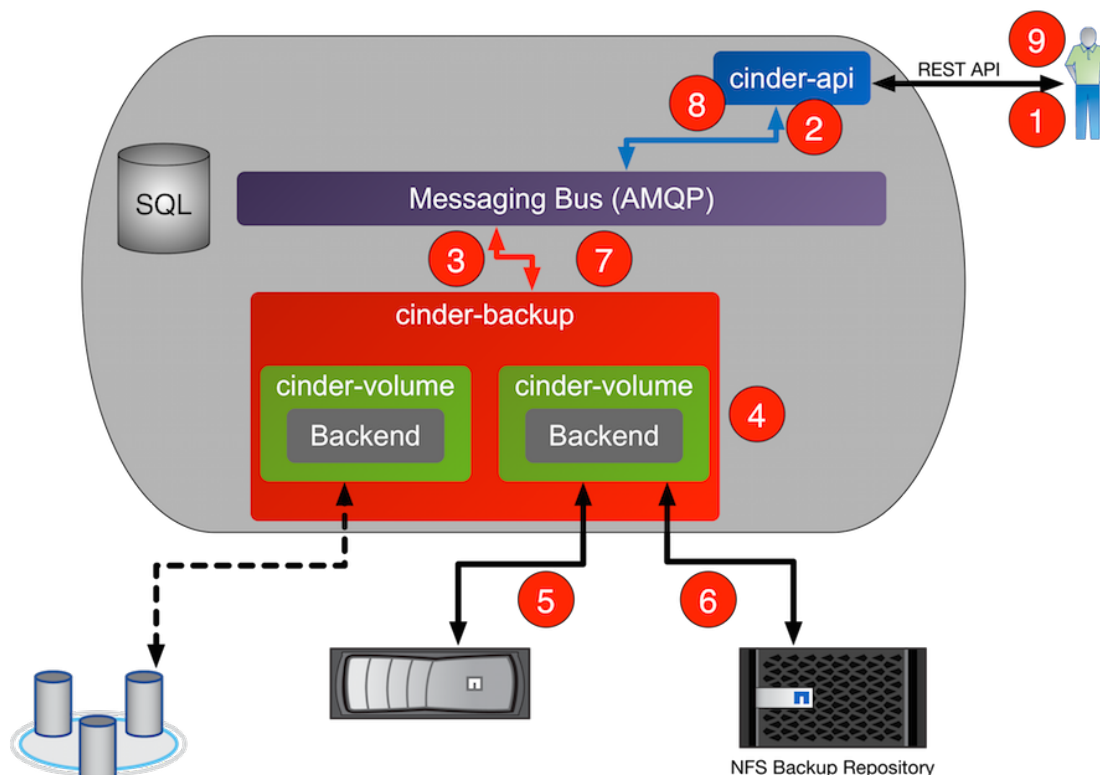 9
cinder-api
REST API
8
2
1
SQL
Messaging Bus (AMQP)
3
7
cinder-backup
cinder-volume
cinder-volume
4
Backend
Backend
5
6
NFS Backup Repository